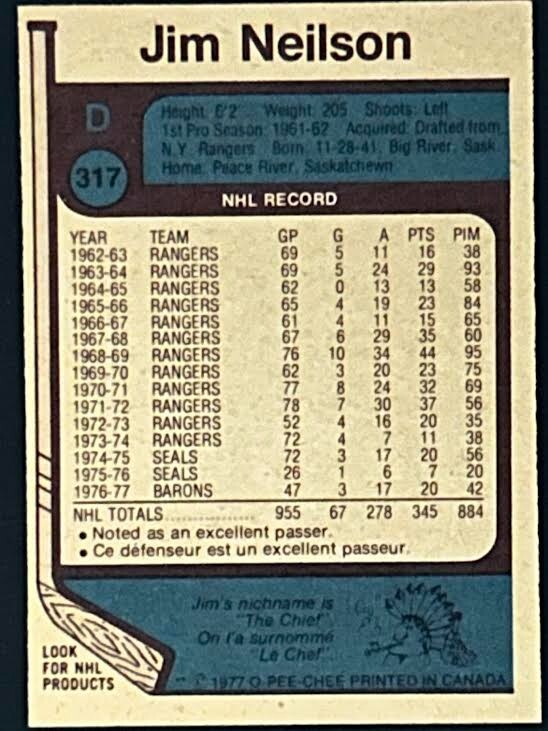 Jim Neilson
D
317
Height: 6'2" Weight: 205 Shoots: Left
1st Pro Season: 1961-62 Acquired: Drafted from
N.Y. Rangers Born: 11-28-41, Big River, Sask.
Home: Peace River, Saskatchewn
NHL RECORD
YEAR TEAM GP G A PTS PIM
1962-63 RANGERS 69 5 11 16 38
1963-64 RANGERS 69 5 24 29 93
1964-65 RANGERS 62 0 13 13 58
1965-66 RANGERS 65 4 19 23 84
1966-67 RANGERS 61 4 11 15 65
1967-68 RANGERS 67 6 29 35 60
1968-69 RANGERS 76 10 34 44 95
1969-70 RANGERS 62 3 20 23 75
1970-71 RANGERS 77 8 24 32 69
1971-72 RANGERS 78 7 30 37 56
1972-73 RANGERS 52 4 16 20 35
1973-74 RANGERS 72 4 7 11 38
1974-75 SEALS 72 3 17 20 56
1975-76 SEALS 26 1 6 7 20
1976-77 BARONS 47 3 17 20 42
NHL TOTALS 955 67 278 345 884
• Noted as an excellent passer.
• Ce défenseur est un excellent passeur.
Jim's nichname is
"The Chief".
On l'a surnommé
"Le Chef".
LOOK
FOR NHL
PRODUCTS
© 1977 O-PEE-CHEE PRINTED IN CANADA